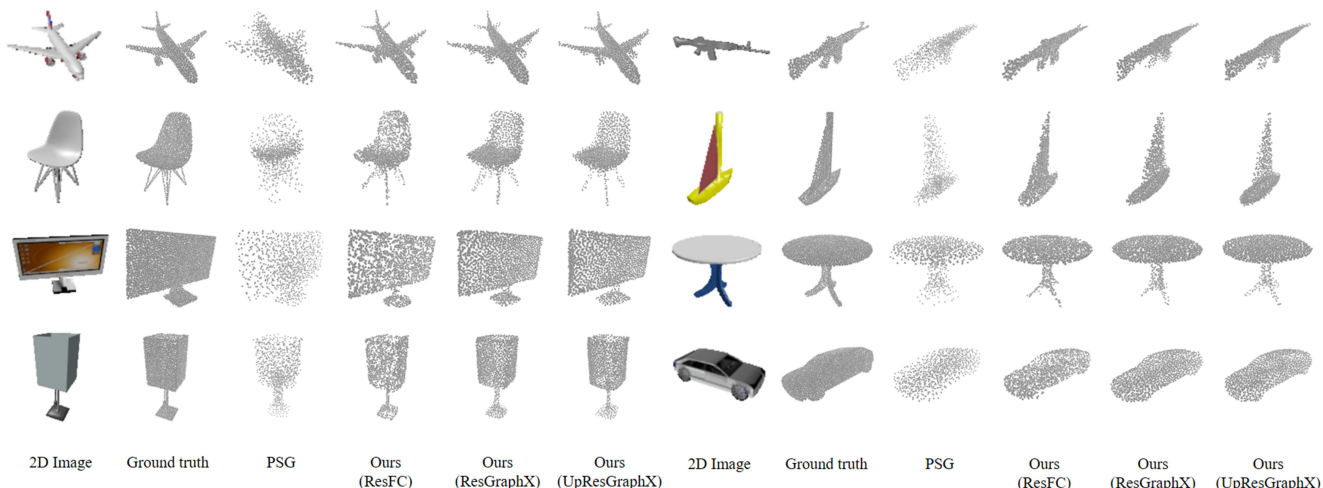 2D Image Ground truth PSG Ours Ours Ours 2D Image Ground truth PSG Ours Ours Ours
(ResFC) (ResGraphX) (UpResGraphX) (ResFC) (ResGraphX) (UpResGraphX)